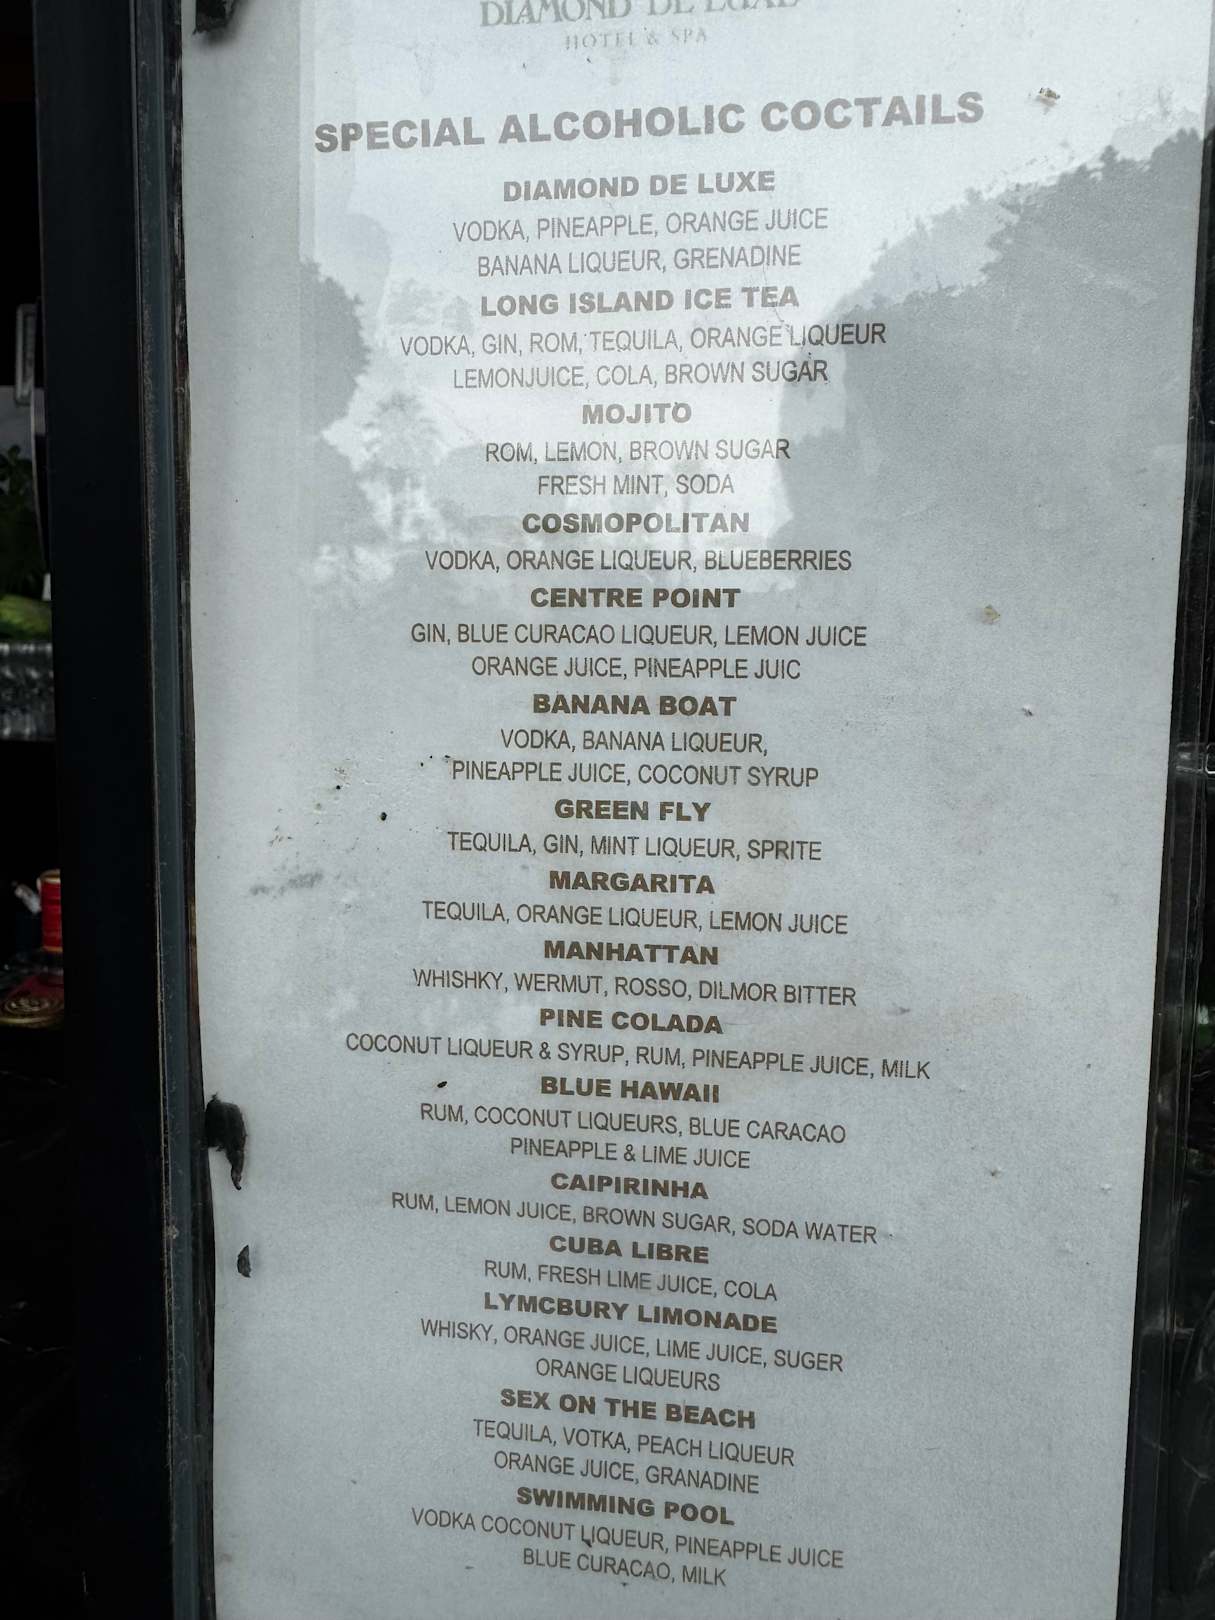 DIAMOND DE LUXE
HOTEL & SPA
SPECIAL ALCOHOLIC COCTAILS
DIAMOND DE LUXE
VODKA, PINEAPPLE, ORANGE JUICE
BANANA LIQUEUR, GRENADINE
LONG ISLAND ICE TEA
VODKA, GIN, ROM, TEQUILA, ORANGE LIQUEUR
LEMONJUICE, COLA, BROWN SUGAR
MOJITO
ROM, LEMON, BROWN SUGAR
FRESH MINT, SODA
COSMOPOLITAN
VODKA, ORANGE LIQUEUR, BLUEBERRIES
CENTRE POINT
GIN, BLUE CURACAO LIQUEUR, LEMON JUICE
ORANGE JUICE, PINEAPPLE JUIC
BANANA BOAT
VODKA, BANANA LIQUEUR,
PINEAPPLE JUICE, COCONUT SYRUP
GREEN FLY
TEQUILA, GIN, MINT LIQUEUR, SPRITE
MARGARITA
TEQUILA, ORANGE LIQUEUR, LEMON JUICE
MANHATTAN
WHISHKY, WERMUT, ROSSO, DILMOR BITTER
PINE COLADA
COCONUT LIQUEUR & SYRUP, RUM, PINEAPPLE JUICE, MILK
BLUE HAWAII
RUM, COCONUT LIQUEURS, BLUE CARACAO
PINEAPPLE & LIME JUICE
CAIPIRINHA
RUM, LEMON JUICE, BROWN SUGAR, SODA WATER
CUBA LIBRE
RUM, FRESH LIME JUICE, COLA
LYMCBURY LIMONADE
WHISKY, ORANGE JUICE, LIME JUICE, SUGER
ORANGE LIQUEURS
SEX ON THE BEACH
TEQUILA, VOTKA, PEACH LIQUEUR
ORANGE JUICE, GRANADINE
SWIMMING POOL
VODKA COCONUT LIQUEUR, PINEAPPLE JUICE
BLUE CURACAO, MILK